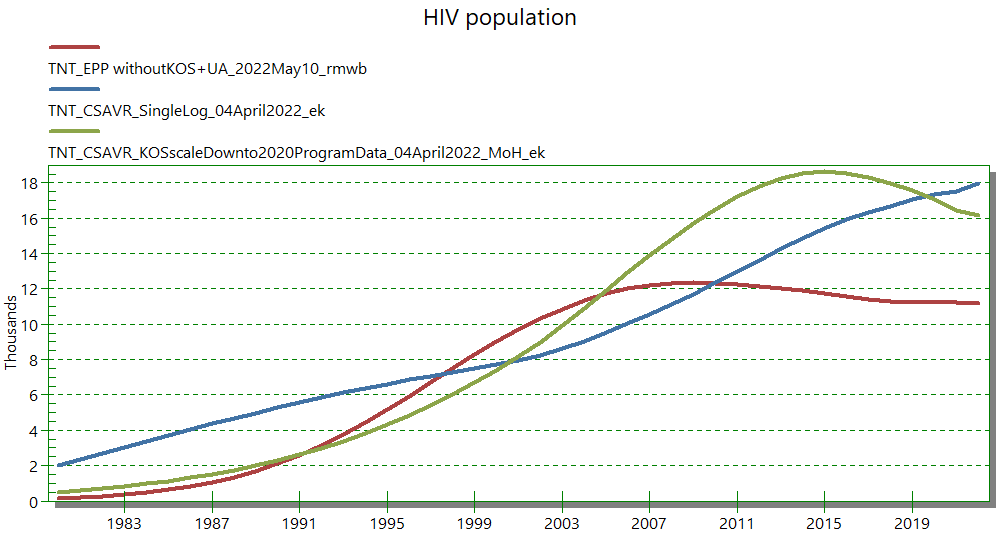 HIV population
TNT_EPP withoutKOS+UA_2022May10_rmwb
TNT_CSAVR_SingleLog_04April2022_ek
TNT_CSAVR_KOSscaleDownto2020ProgramData_04April2022_MoH_ek
Thousands
18
16
14
12
10
8
6
4
2
0
1983 1987 1991 1995 1999 2003 2007 2011 2015 2019